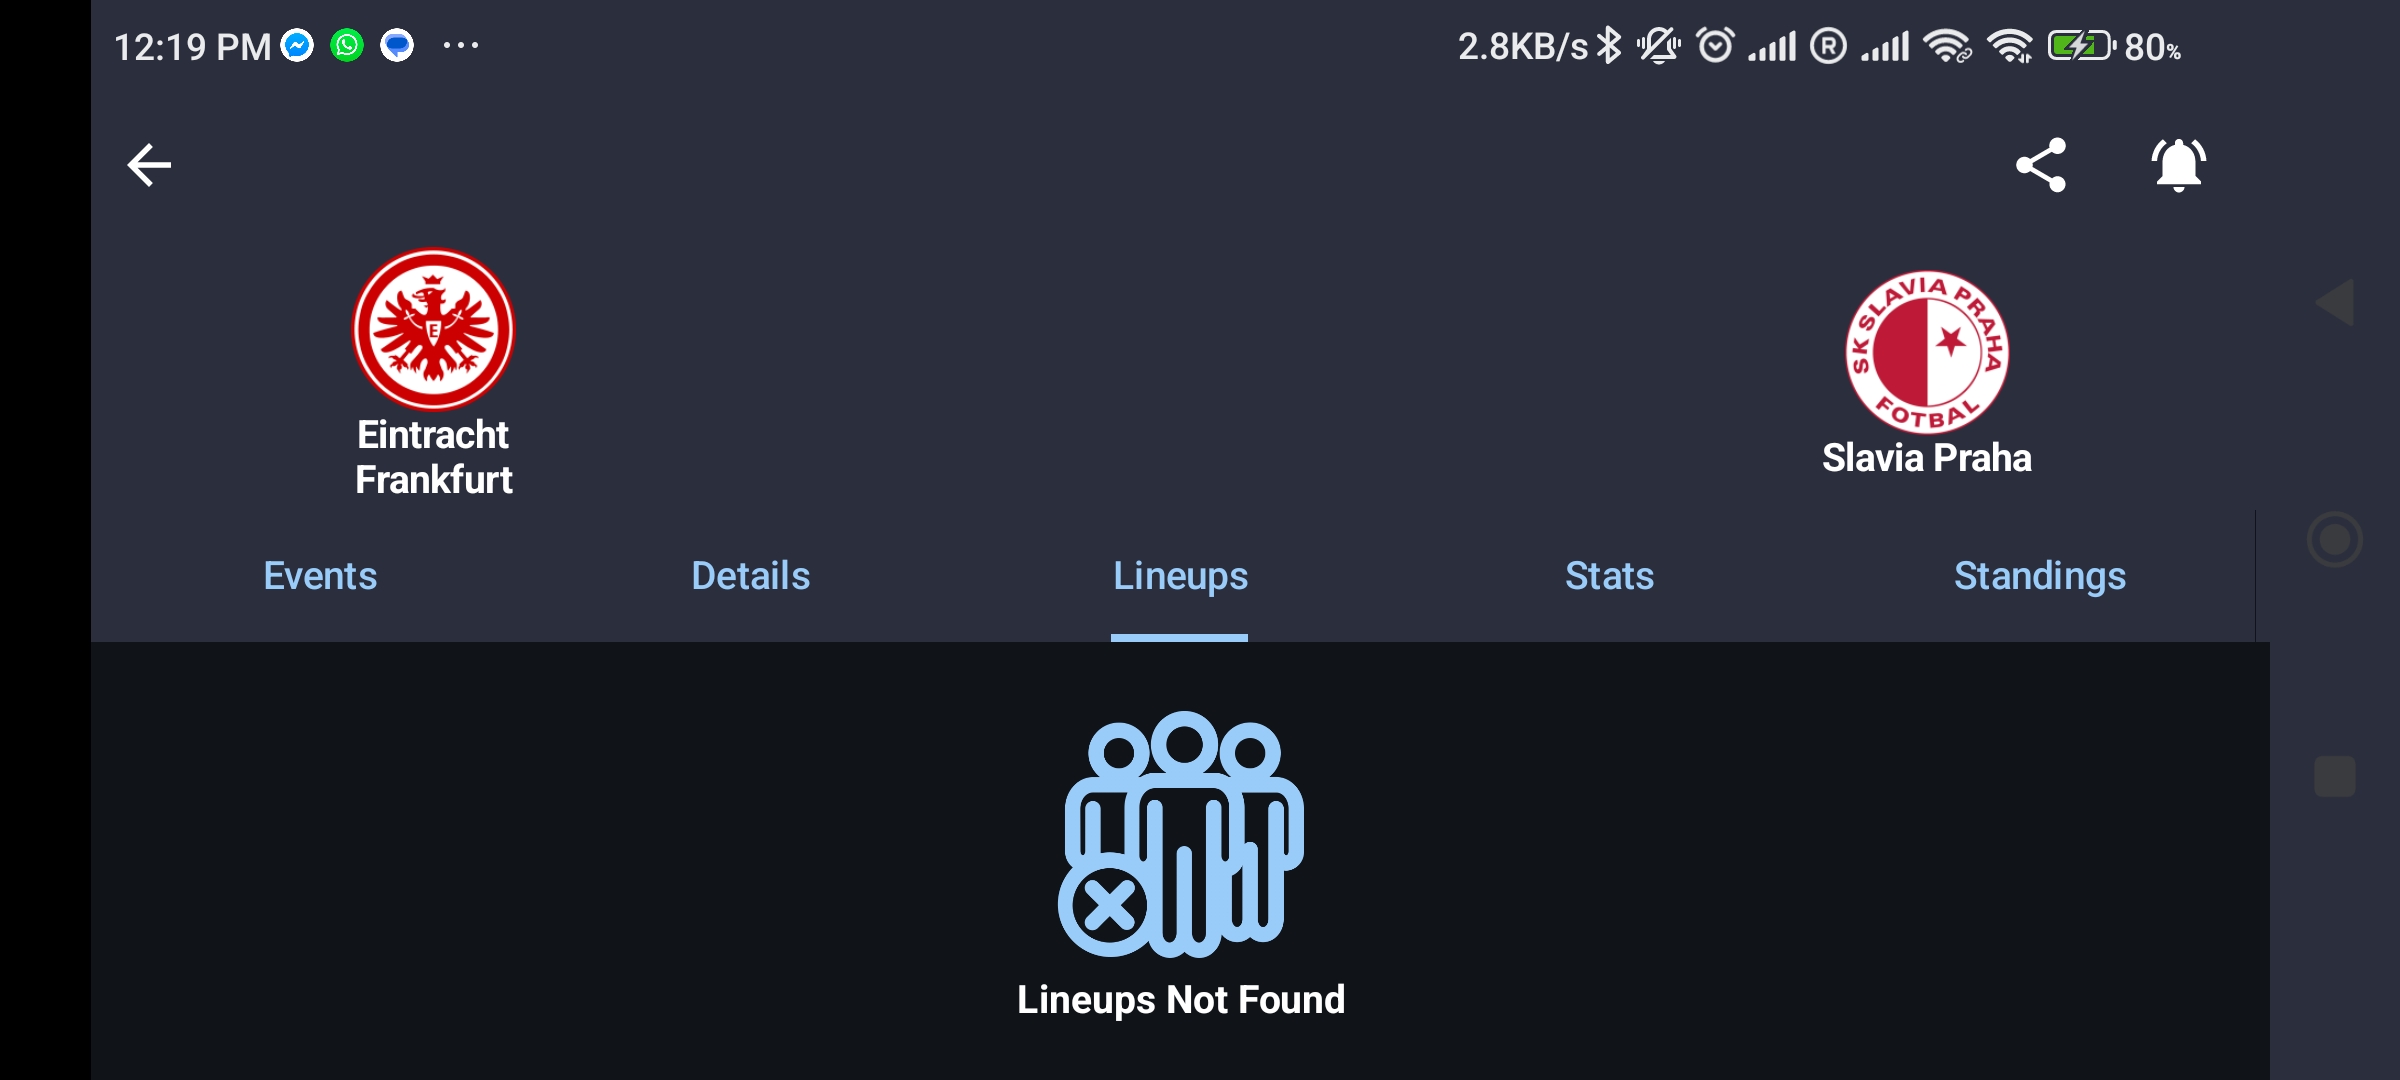 12:19 PM ... 2.8KB/s R 80%
E
Eintracht
Frankfurt
SK SLAVIA PRAHA
FOTBAL
Slavia Praha
Events Details Lineups Stats Standings
Lineups Not Found